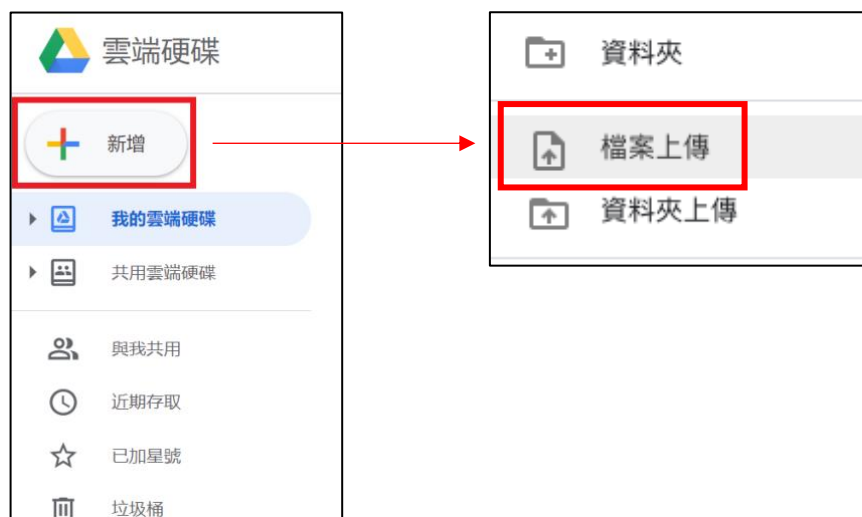 雲端硬碟
新增
我的雲端硬碟
共用雲端硬碟
與我共用
近期存取
已加星號
垃圾桶
資料夾
檔案上傳
資料夾上傳